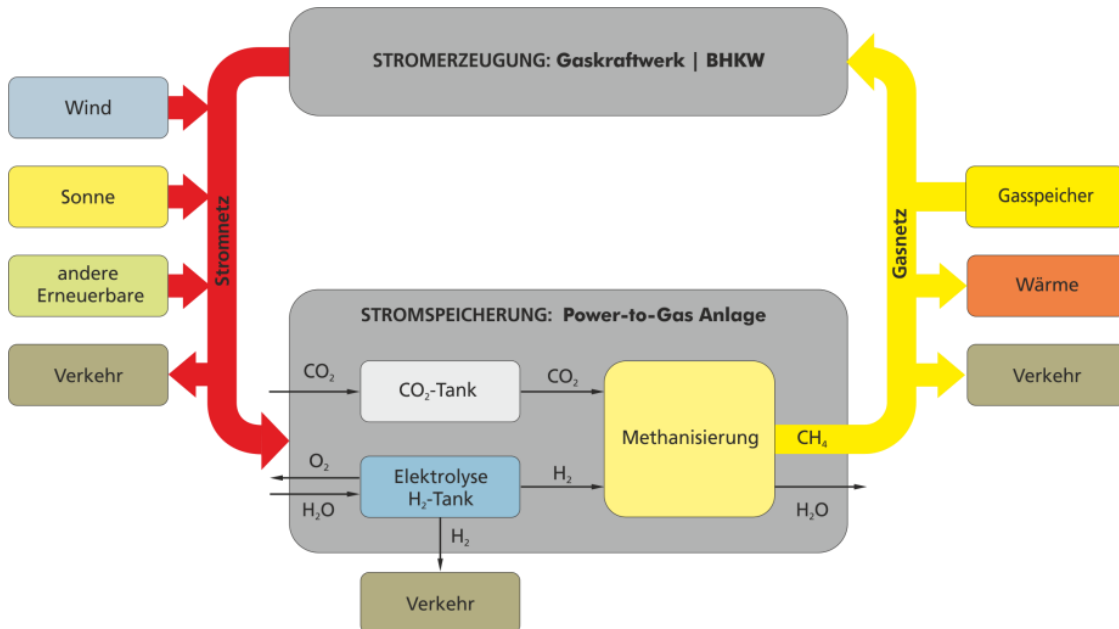 STROMERZEUGUNG: Gaskraftwerk | BHKW
Wind
Sonne
andere
Erneuerbare
Verkehr
Stromnetz
STROMSPEICHERUNG: Power-to-Gas Anlage
CO₂
CO₂-Tank
CO₂
O₂
H₂O
Elektrolyse
H₂-Tank
H₂
H₂
Methanisierung
CH₄
H₂O
Verkehr
Gasnetz
Gasspeicher
Wärme
Verkehr